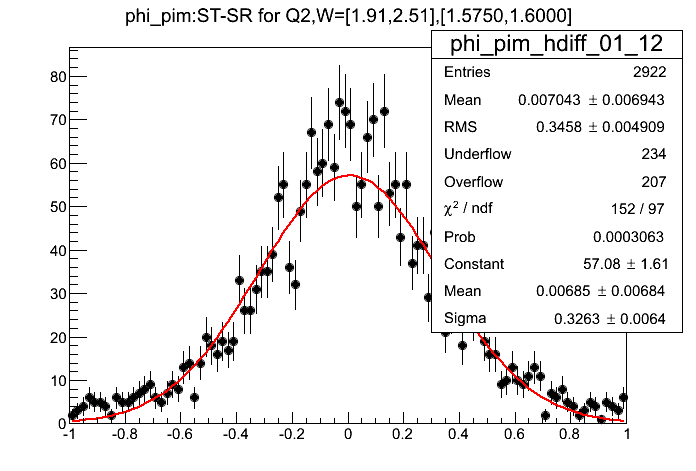 phi_pim:ST-SR for Q2,W=[1.91,2.51],[1.5750,1.6000]
phi_pim_hdiff_01_12
Entries 2922
Mean 0.007043 ± 0.006943
RMS 0.3458 ± 0.004909
Underflow 234
Overflow 207
χ² / ndf 152 / 97
Prob 0.0003063
Constant 57.08 ± 1.61
Mean 0.00685 ± 0.00684
Sigma 0.3263 ± 0.0064
80
70
60
50
40
30
20
10
0
-1 -0.8 -0.6 -0.4 -0.2 0 0.2 0.4 0.6 0.8 1